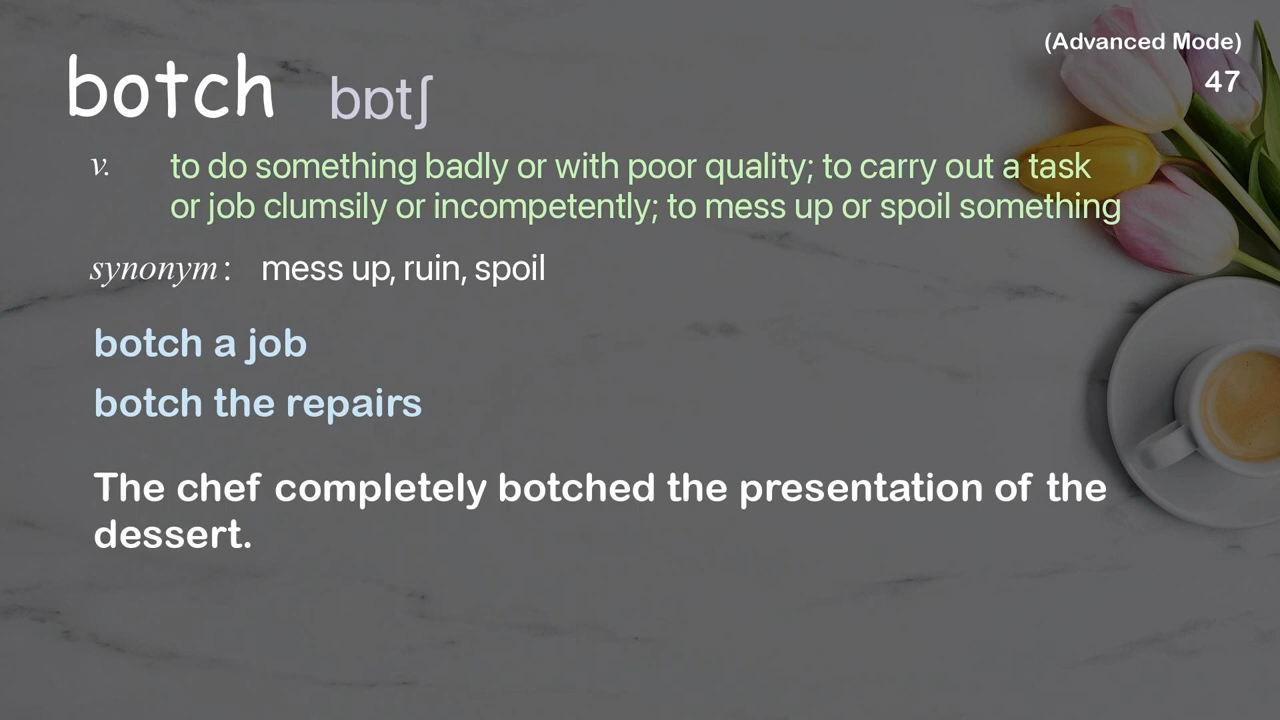 (Advanced Mode)
47
botch bɒtʃ
v. to do something badly or with poor quality; to carry out a task
or job clumsily or incompetently; to mess up or spoil something
synonym: mess up, ruin, spoil
botch a job
botch the repairs
The chef completely botched the presentation of the
dessert.